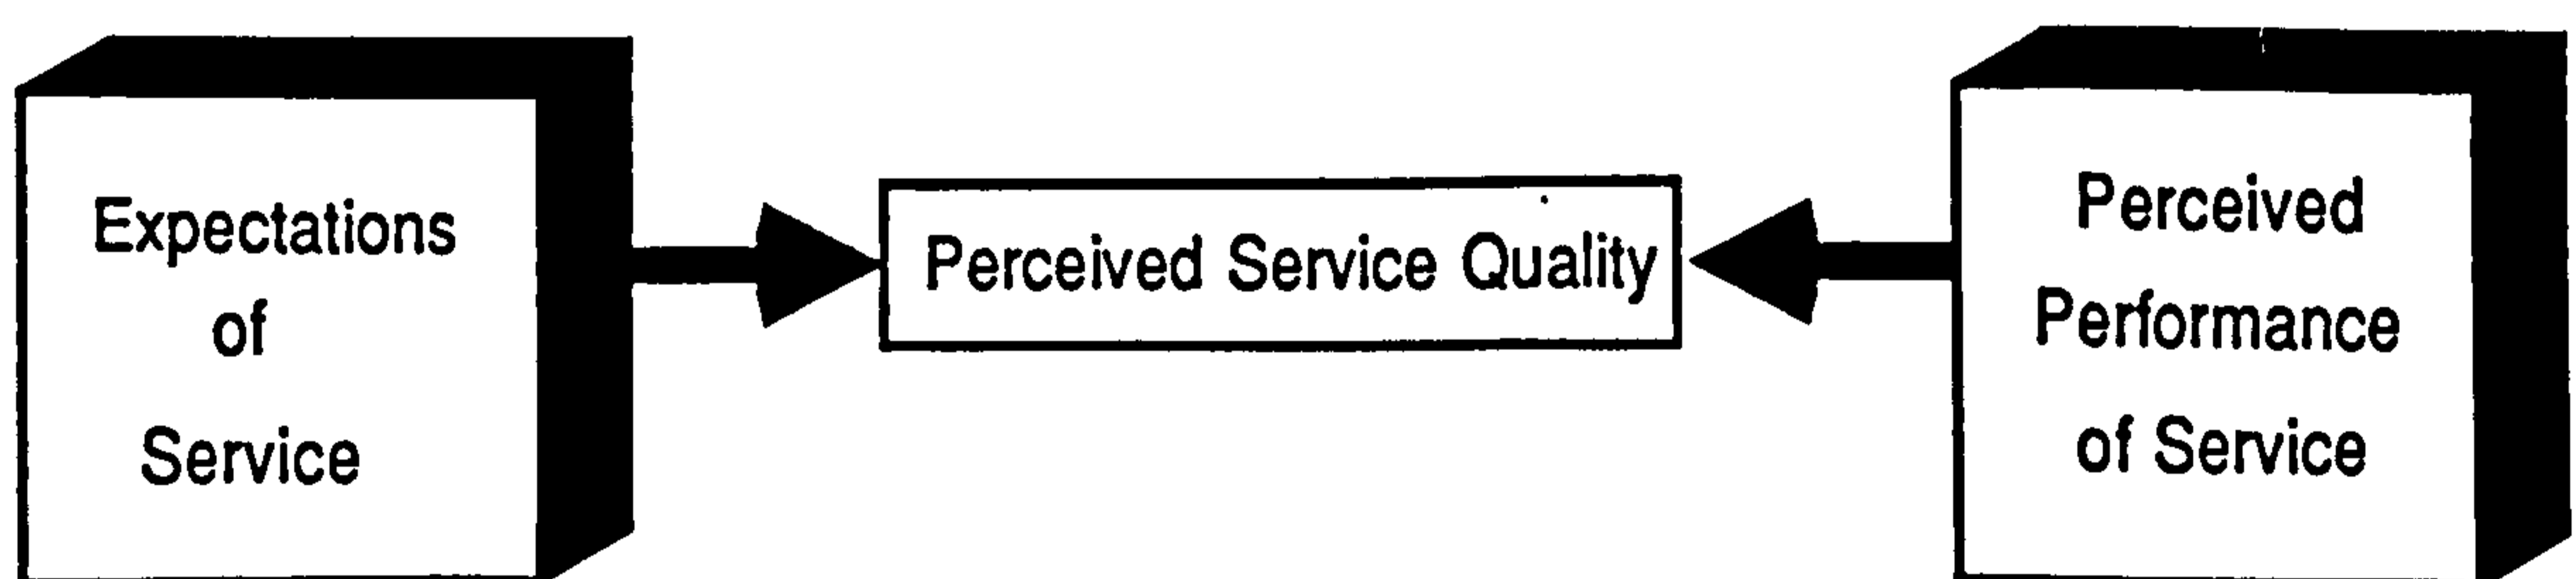 Expectations
of
Service
Perceived Service Quality
Perceived
Performance
of Service